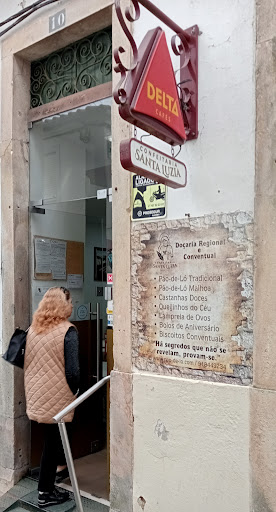 10
DELTA
CAFÉS
CONFEITARIA
SANTA LUZIA
Doçaria Regional
e
Conventual
• Pão-de-Ló Tradicional
• Pão-de-Ló Malhos
• Castanhas Doces
• Queijinhos do Céu
• Lampreia de Ovos
• Bolos de Aniversário
• Biscoitos Conventuais
"Há segredos que não se
revelam, provam-se."